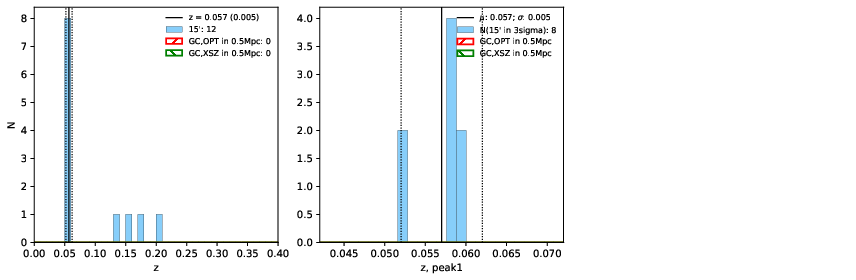 z = 0.057 (0.005)
15': 12
GC,OPT in 0.5Mpc: 0
GC,XSZ in 0.5Mpc: 0
8
7
6
5
4
3
2
1
0
N
0.00 0.05 0.10 0.15 0.20 0.25 0.30 0.35 0.40
z
μ: 0.057; σ: 0.005
N(15' in 3sigma): 8
GC,OPT in 0.5Mpc
GC,XSZ in 0.5Mpc
4.0
3.5
3.0
2.5
2.0
1.5
1.0
0.5
0.0
0.045 0.050 0.055 0.060 0.065 0.070
z, peak1